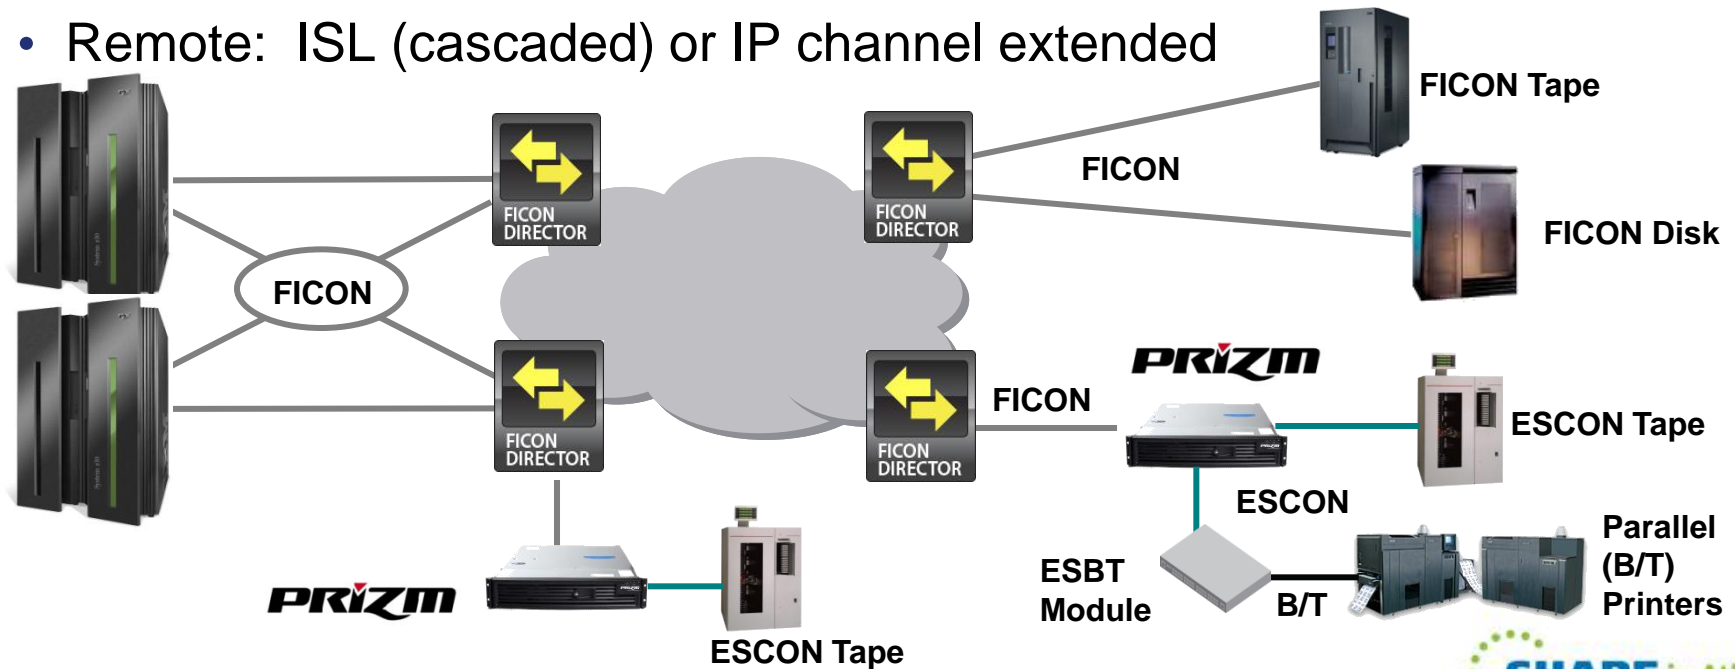 • Remote: ISL (cascaded) or IP channel extended
FICON Tape
FICON
DIRECTOR
FICON
DIRECTOR
FICON
FICON Disk
FICON
PRIZM
FICON
DIRECTOR
FICON
DIRECTOR
FICON
ESCON Tape
ESCON
PRIZM
ESCON Tape
ESBT
Module
B/T
Parallel
(B/T)
Printers